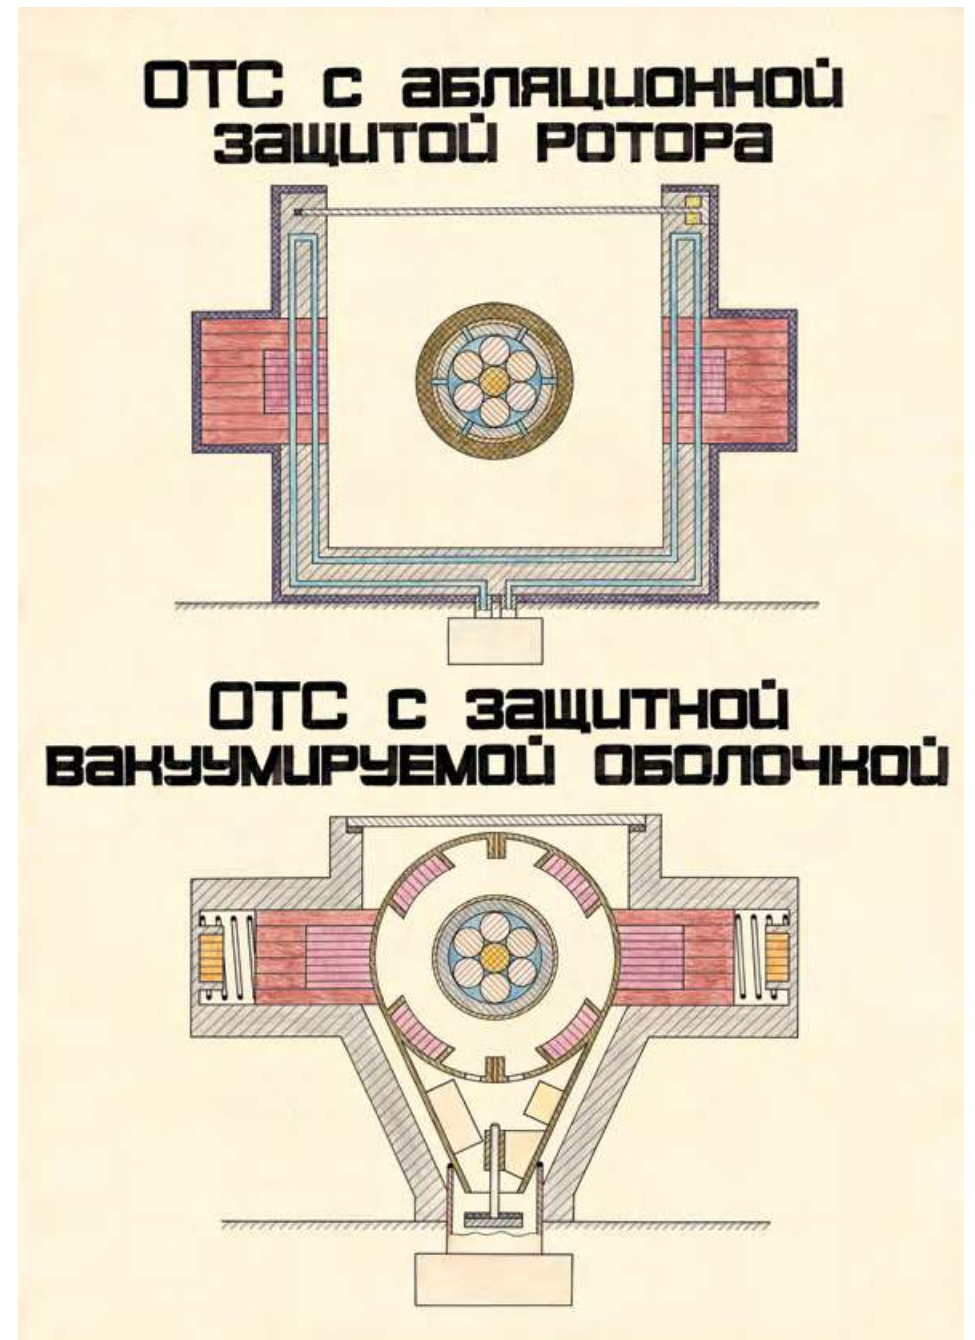 ОТС с абляционной
защитой ротора
ОТС с защитной
вакуумируемой оболочкой